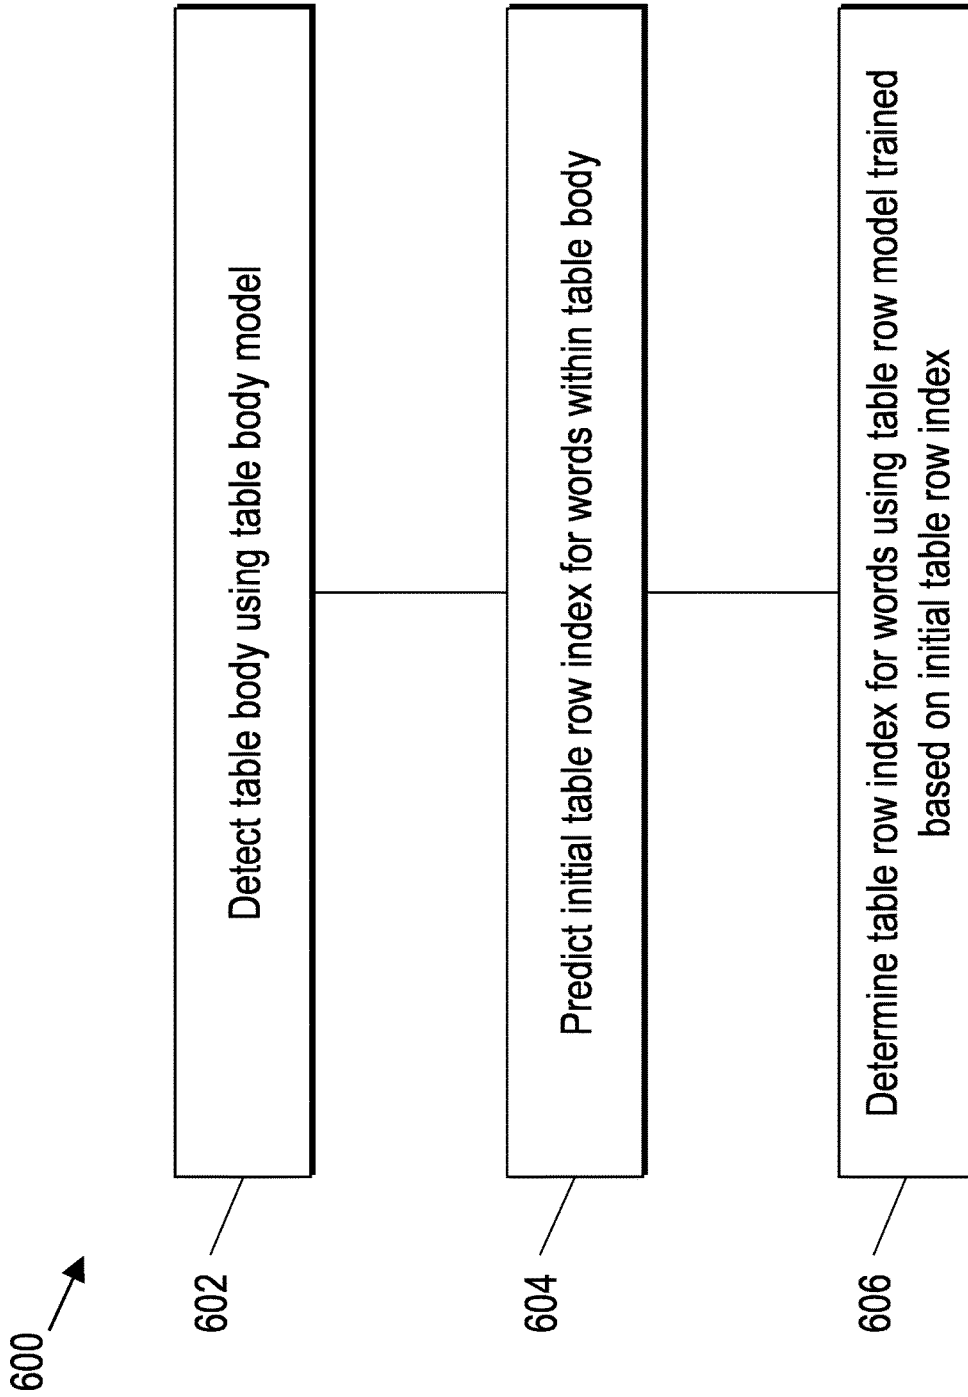 600
602
Detect table body using table body model
604
Predict initial table row index for words within table body
606
Determine table row index for words using table row model trained
based on initial table row index